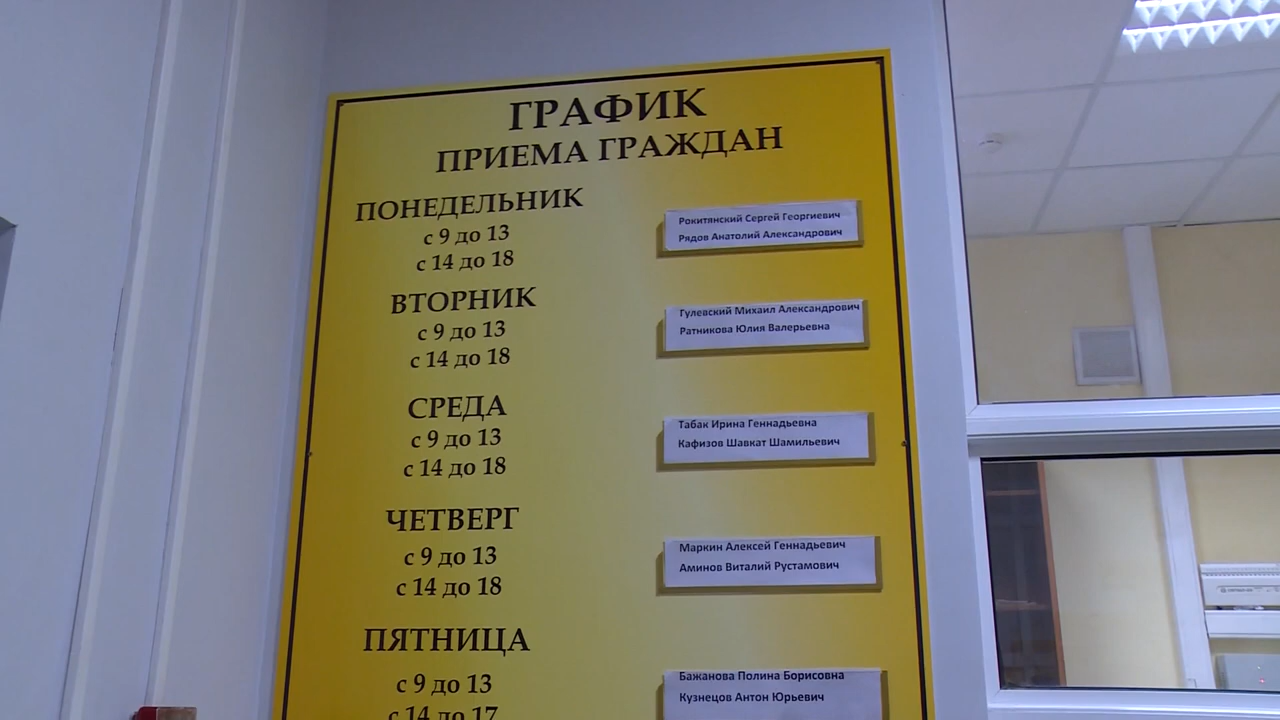 ГРАФИК
ПРИЕМА ГРАЖДАН
ПОНЕДЕЛЬНИК
с 9 до 13
с 14 до 18
Рокитянский Сергей Георгиевич
Рядов Анатолий Александрович
ВТОРНИК
с 9 до 13
с 14 до 18
Гулевский Михаил Александрович
Ратникова Юлия Валерьевна
СРЕДА
с 9 до 13
с 14 до 18
Табак Ирина Геннадьевна
Кафизов Шавкат Шамильевич
ЧЕТВЕРГ
с 9 до 13
с 14 до 18
Маркин Алексей Геннадьевич
Аминов Виталий Рустамович
ПЯТНИЦА
с 9 до 13
с 14 до 17
Бажанова Полина Борисовна
Кузнецов Антон Юрьевич